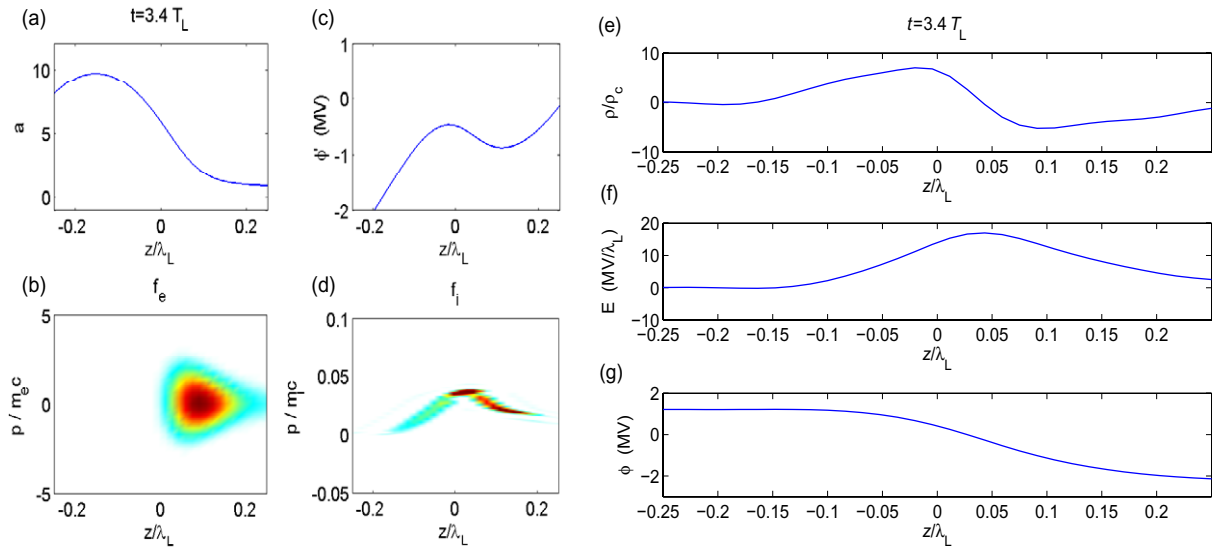 (a) t=3.4 T_L
10
5
0
a
-0.2 0 0.2
z/λ_L
(b) f_e
5
0
-5
p / m_e c
-0.2 0 0.2
z/λ_L
(c)
1
0
-1
-2
ϕ' (MV)
-0.2 0 0.2
z/λ_L
(d) f_i
0.1
0.05
0
-0.05
p / m_i c
-0.2 0 0.2
z/λ_L
(e) t=3.4 T_L
10
0
−10
ρ/ρ_c
−0.25 −0.2 −0.15 −0.1 −0.05 0 0.05 0.1 0.15 0.2
z/λ_L
(f)
20
10
0
−10
E (MV/λ_L)
−0.25 −0.2 −0.15 −0.1 −0.05 0 0.05 0.1 0.15 0.2
z/λ_L
(g)
2
0
−2
ϕ (MV)
−0.25 −0.2 −0.15 −0.1 −0.05 0 0.05 0.1 0.15 0.2
z/λ_L